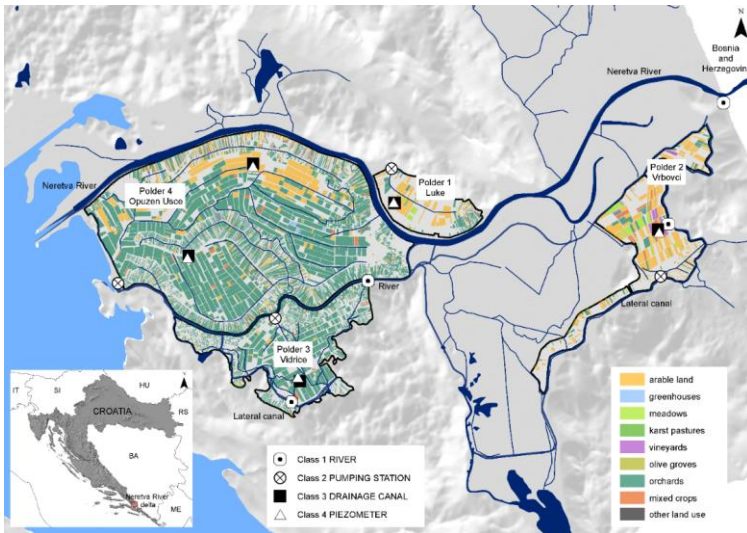 N
Bosnia
and
Herzegovin
Neretva River
Polder 1
Luke
Polder 2
Vrbovci
Neretva River
Polder 4
Opuzen Usce
River
Lateral canal
Polder 3
Vidrice
Lateral canal
IT
SI
HU
CROATIA
RS
BA
Neretva River
delta
ME
Class 1 RIVER
Class 2 PUMPING STATION
Class 3 DRAINAGE CANAL
Class 4 PIEZOMETER
arable land
greenhouses
meadows
karst pastures
vineyards
olive groves
orchards
mixed crops
other land use